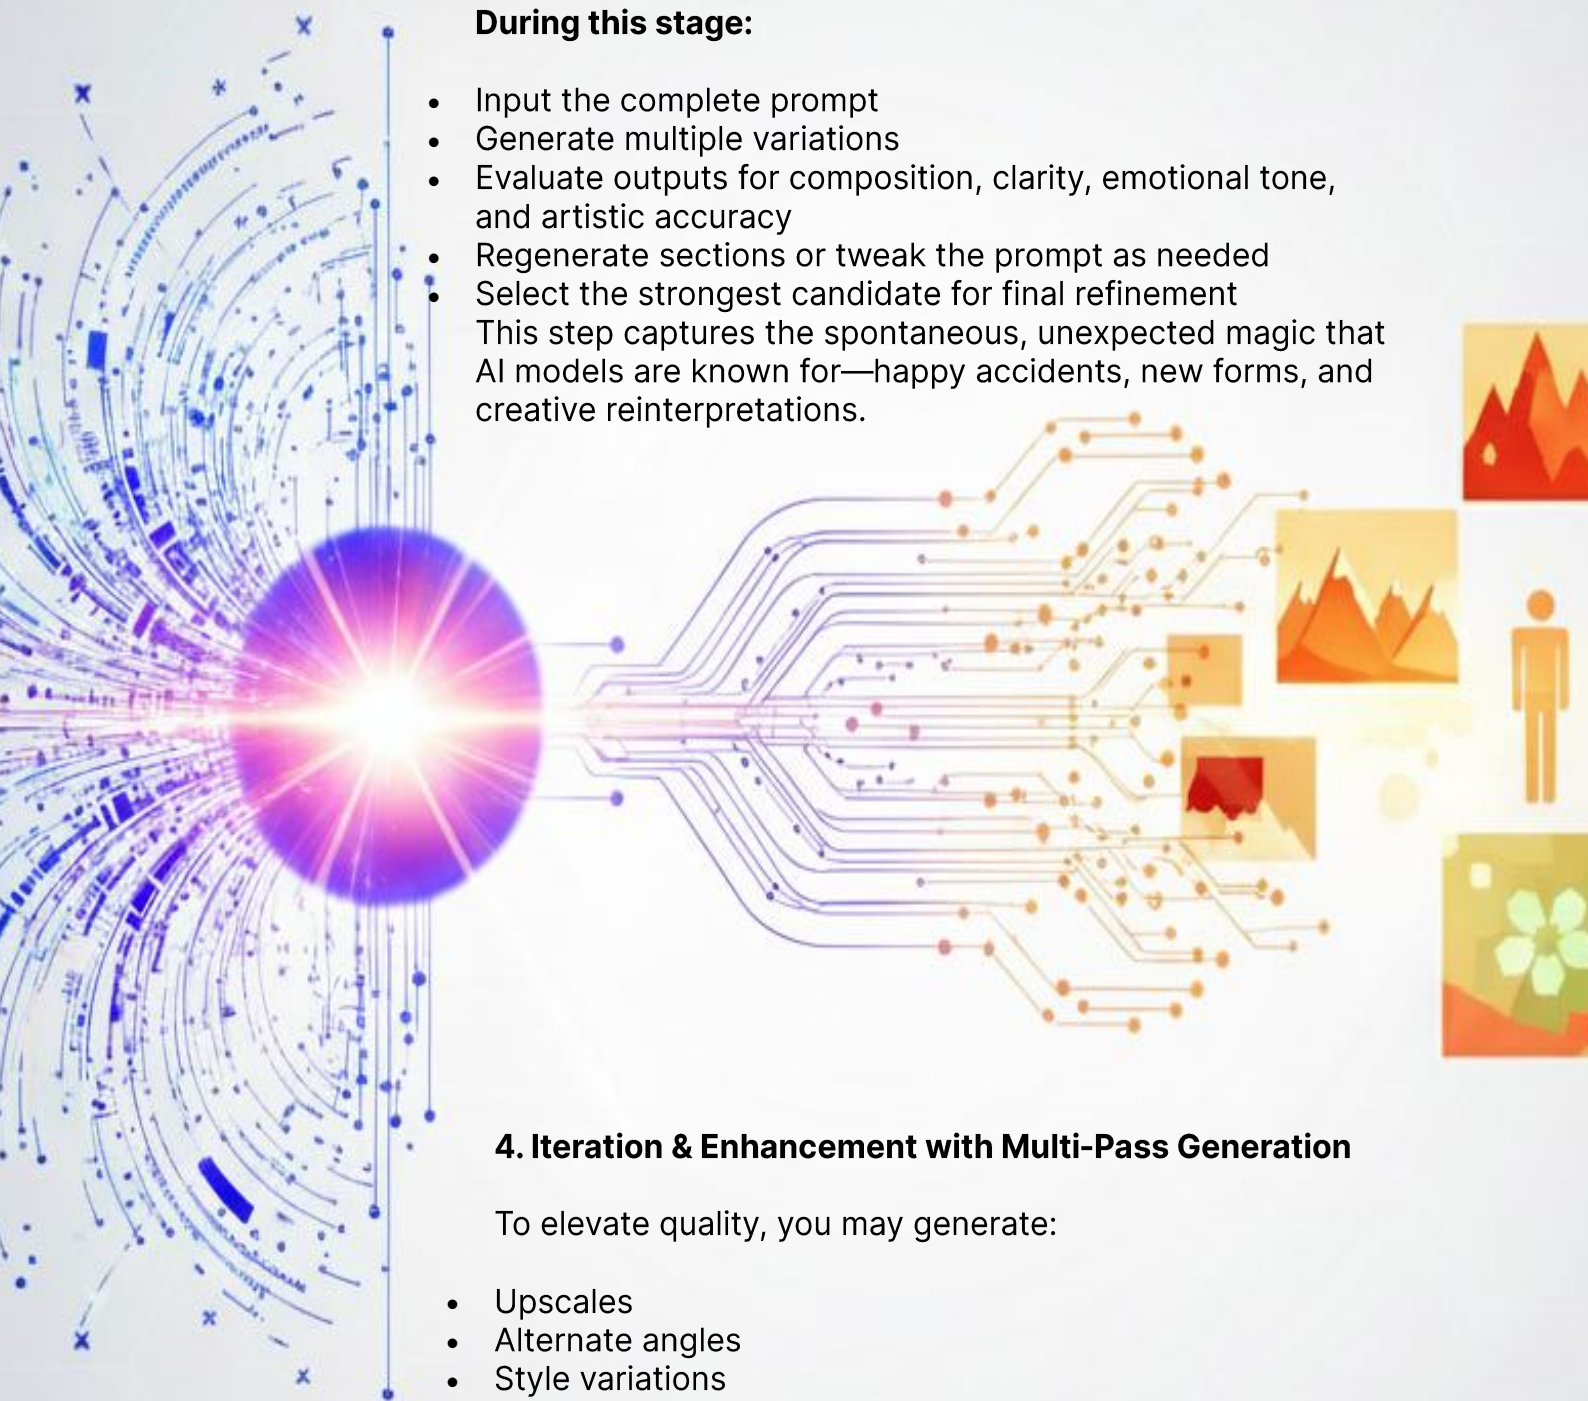 During this stage:
• Input the complete prompt
• Generate multiple variations
• Evaluate outputs for composition, clarity, emotional tone,
and artistic accuracy
• Regenerate sections or tweak the prompt as needed
• Select the strongest candidate for final refinement
This step captures the spontaneous, unexpected magic that
AI models are known for—happy accidents, new forms, and
creative reinterpretations.
4. Iteration & Enhancement with Multi-Pass Generation
To elevate quality, you may generate:
• Upscales
• Alternate angles
• Style variations